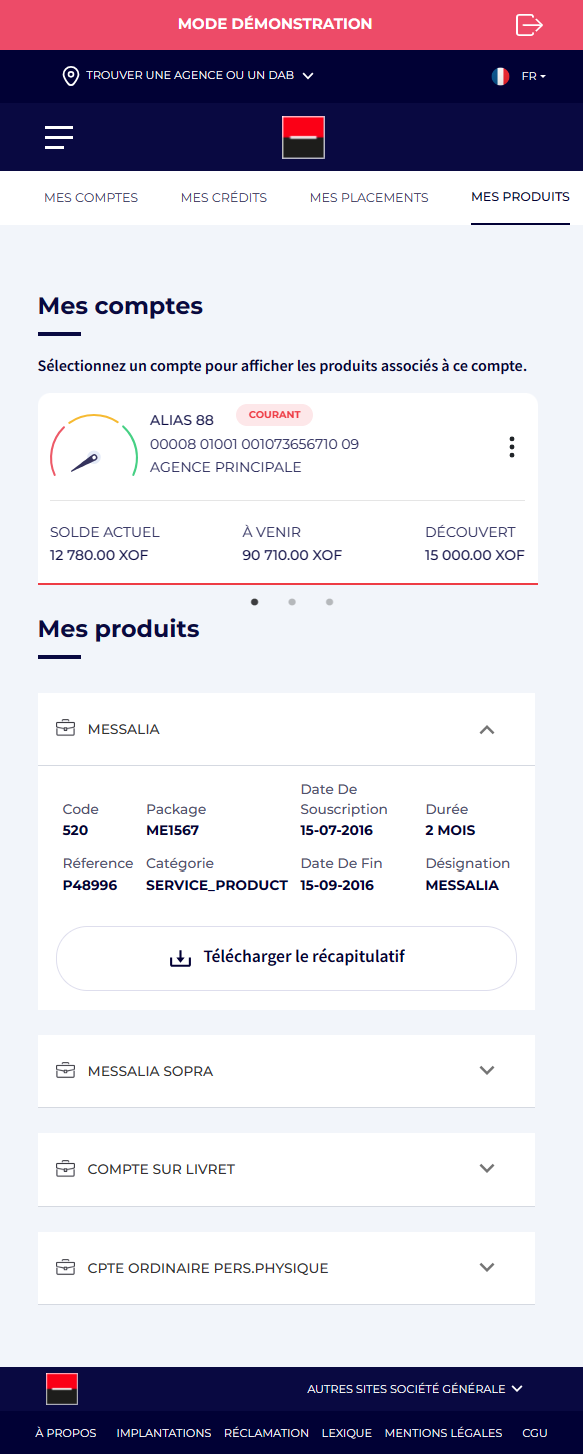 MODE DÉMONSTRATION
TROUVER UNE AGENCE OU UN DAB
FR
MES COMPTES MES CRÉDITS MES PLACEMENTS MES PRODUITS
Mes comptes
Sélectionnez un compte pour afficher les produits associés à ce compte.
ALIAS 88 COURANT
00008 01001 001073656710 09
AGENCE PRINCIPALE
SOLDE ACTUEL À VENIR DÉCOUVERT
12 780.00 XOF 90 710.00 XOF 15 000.00 XOF
Mes produits
MESSALIA
Code Package Date De Souscription Durée
520 ME1567 15-07-2016 2 MOIS
Réference Catégorie Date De Fin Désignation
P48996 SERVICE_PRODUCT 15-09-2016 MESSALIA
Télécharger le récapitulatif
MESSALIA SOPRA
COMPTE SUR LIVRET
CPTE ORDINAIRE PERS.PHYSIQUE
AUTRES SITES SOCIÉTÉ GÉNÉRALE
À PROPOS IMPLANTATIONS RÉCLAMATION LEXIQUE MENTIONS LÉGALES CGU